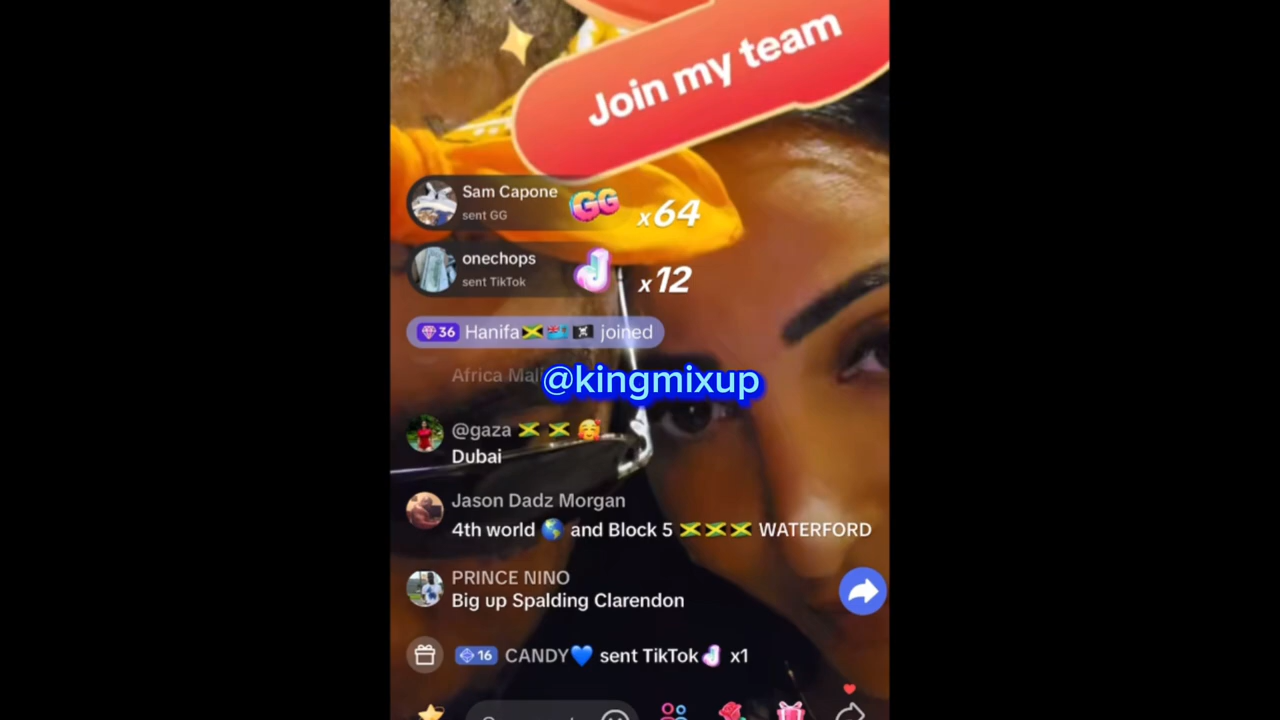 Join my team
Sam Capone
sent GG
GG
x64
onechops
sent TikTok
x12
36 Hanifa🇯🇲🇫🇯🏴‍☠️ joined
Africa Mali
@kingmixup
@gaza 🇯🇲 🇯🇲 🥰
Dubai
Jason Dadz Morgan
4th world 🌎 and Block 5 🇯🇲🇯🇲🇯🇲 WATERFORD
PRINCE NINO
Big up Spalding Clarendon
16 CANDY💙 sent TikTok x1